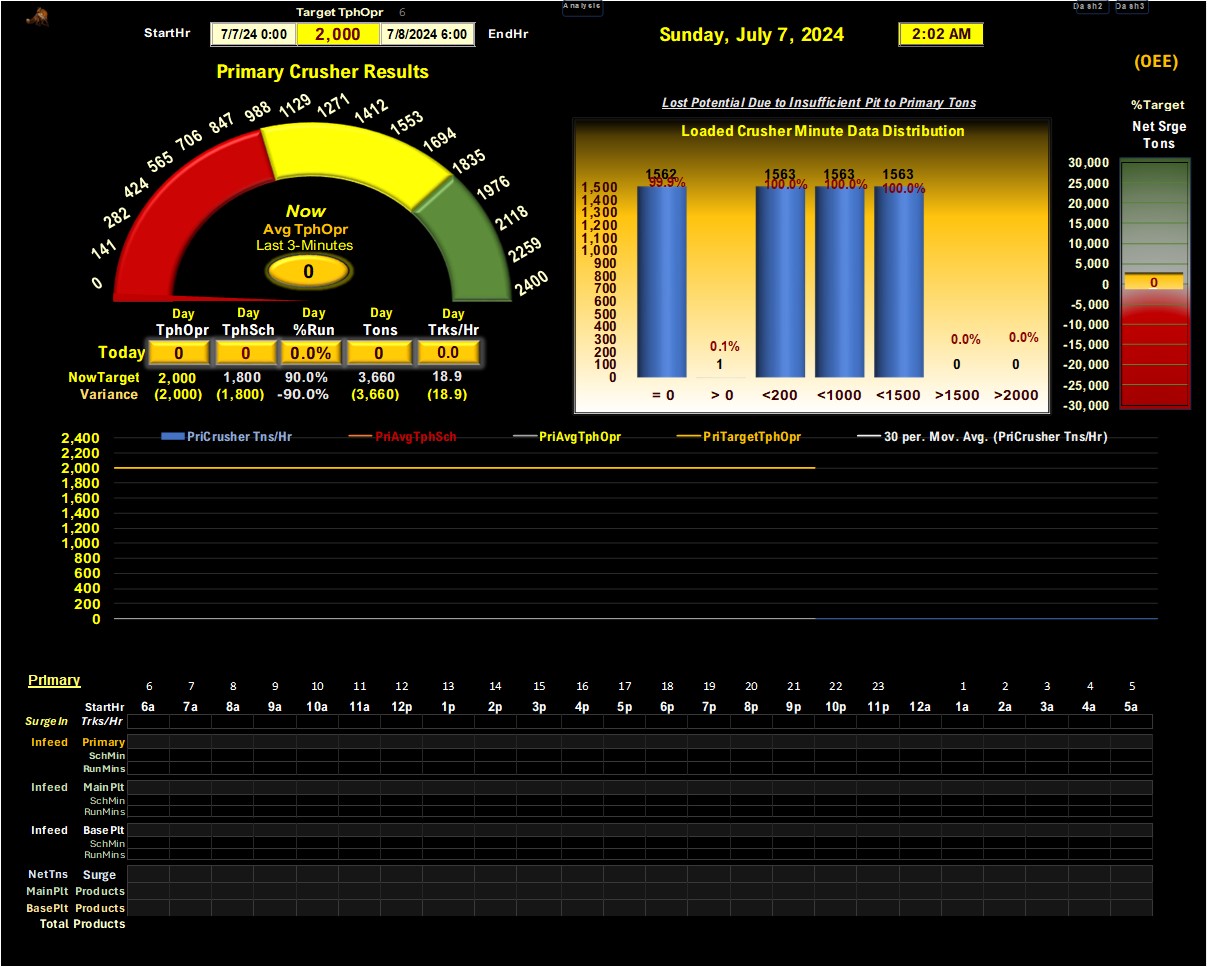 Target TphOpr 6
Analysis
Dash2 Dash3
StartHr 7/7/24 0:00 2,000 7/8/2024 6:00 EndHr
Sunday, July 7, 2024 2:02 AM
(OEE)
Primary Crusher Results
Lost Potential Due to Insufficient Pit to Primary Tons
%Target
Net Srge
Tons
0 141 282 424 565 706 847 988 1129 1271 1412 1553 1694 1835 1976 2118 2259 2400
Now
Avg TphOpr
Last 3-Minutes
0
Day Day Day Day Day
TphOpr TphSch %Run Tons Trks/Hr
Today 0 0 0.0% 0 0.0
NowTarget 2,000 1,800 90.0% 3,660 18.9
Variance (2,000) (1,800) -90.0% (3,660) (18.9)
Loaded Crusher Minute Data Distribution
1562 1563 1563 1563
99.9% 100.0% 100.0% 100.0%
0.1% 0.0% 0.0%
1 0 0
1,500
1,400
1,300
1,200
1,100
1,000
900
800
700
600
500
400
300
200
100
0
= 0 > 0 <200 <1000 <1500 >1500 >2000
30,000
25,000
20,000
15,000
10,000
5,000
0
-5,000
-10,000
-15,000
-20,000
-25,000
-30,000
0
PriCrusher Tns/Hr PriAvgTphSch PriAvgTphOpr PriTargetTphOpr 30 per. Mov. Avg. (PriCrusher Tns/Hr)
2,400
2,200
2,000
1,800
1,600
1,400
1,200
1,000
800
600
400
200
0
Primary
6 7 8 9 10 11 12 13 14 15 16 17 18 19 20 21 22 23 1 2 3 4 5
StartHr 6a 7a 8a 9a 10a 11a 12p 1p 2p 3p 4p 5p 6p 7p 8p 9p 10p 11p 12a 1a 2a 3a 4a 5a
SurgeIn Trks/Hr
Infeed Primary
SchMin
RunMins
Infeed MainPlt
SchMin
RunMins
Infeed BasePlt
SchMin
RunMins
NetTns Surge
MainPlt Products
BasePlt Products
Total Products